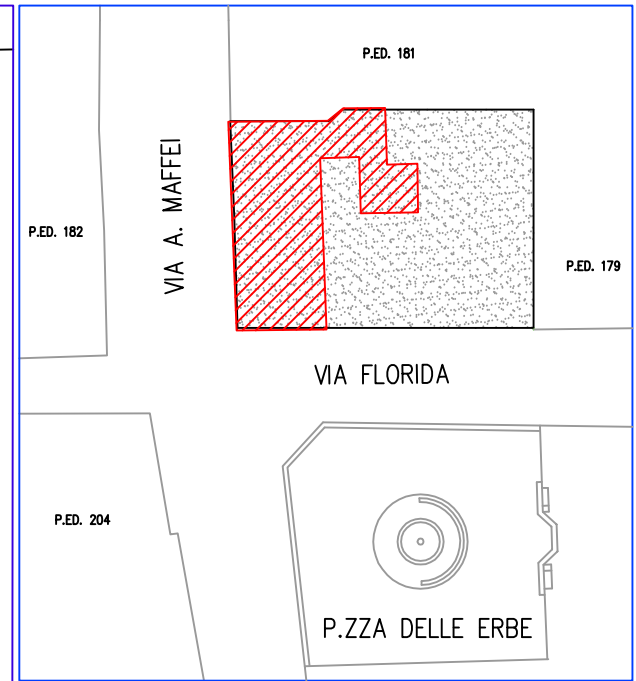 P.ED. 181
VIA A. MAFFEI
P.ED. 182
P.ED. 179
VIA FLORIDA
P.ED. 204
P.ZZA DELLE ERBE